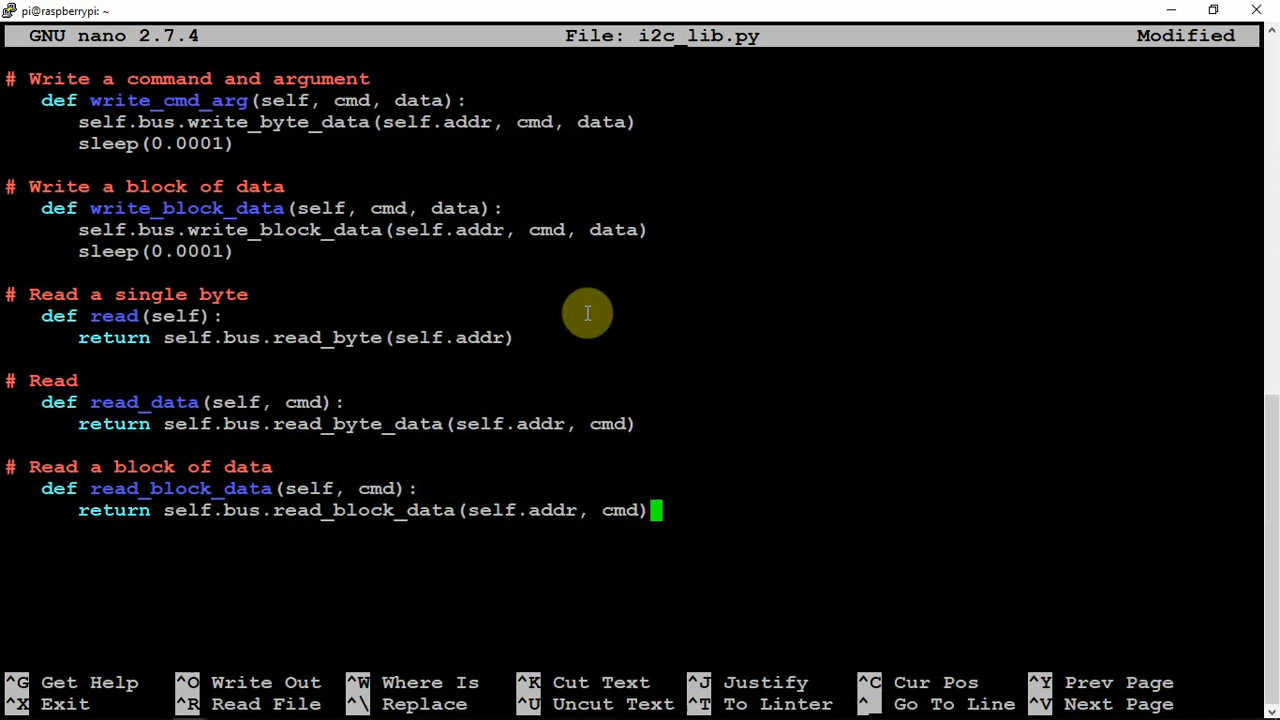 pi@raspberrypi: ~
GNU nano 2.7.4 File: i2c_lib.py Modified
# Write a command and argument
   def write_cmd_arg(self, cmd, data):
      self.bus.write_byte_data(self.addr, cmd, data)
      sleep(0.0001)
# Write a block of data
   def write_block_data(self, cmd, data):
      self.bus.write_block_data(self.addr, cmd, data)
      sleep(0.0001)
# Read a single byte
   def read(self):
      return self.bus.read_byte(self.addr)
# Read
   def read_data(self, cmd):
      return self.bus.read_byte_data(self.addr, cmd)
# Read a block of data
   def read_block_data(self, cmd):
      return self.bus.read_block_data(self.addr, cmd)
^G Get Help ^O Write Out ^W Where Is ^K Cut Text ^J Justify ^C Cur Pos ^Y Prev Page
^X Exit ^R Read File ^\ Replace ^U Uncut Text ^T To Linter ^_ Go To Line ^V Next Page